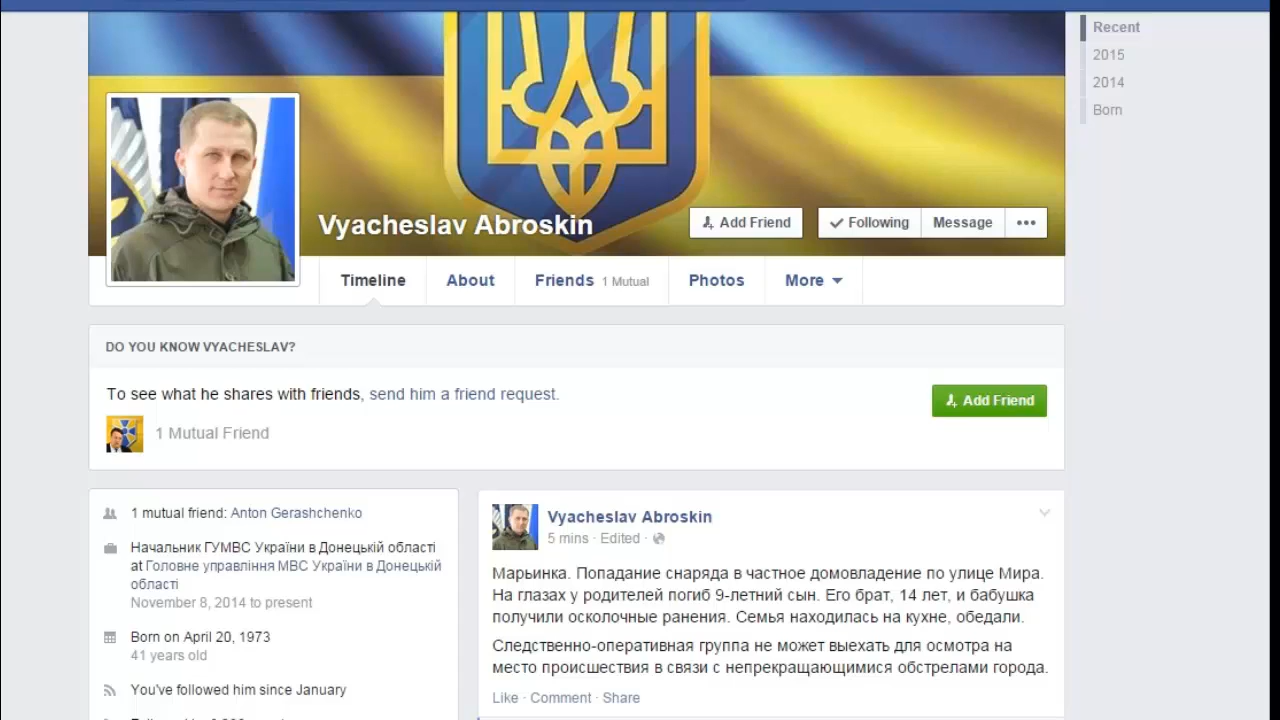 Recent
2015
2014
Born
Vyacheslav Abroskin
Add Friend
Following
Message
Timeline
About
Friends 1 Mutual
Photos
More
DO YOU KNOW VYACHESLAV?
To see what he shares with friends, send him a friend request.
Add Friend
1 Mutual Friend
1 mutual friend: Anton Gerashchenko
Начальник ГУМВС України в Донецькій області
at Головне управління МВС України в Донецькій
області
November 8, 2014 to present
Born on April 20, 1973
41 years old
You've followed him since January
Vyacheslav Abroskin
5 mins · Edited ·
Марьинка. Попадание снаряда в частное домовладение по улице Мира.
На глазах у родителей погиб 9-летний сын. Его брат, 14 лет, и бабушка
получили осколочные ранения. Семья находилась на кухне, обедали.
Следственно-оперативная группа не может выехать для осмотра на
место происшествия в связи с непрекращающимися обстрелами города.
Like · Comment · Share